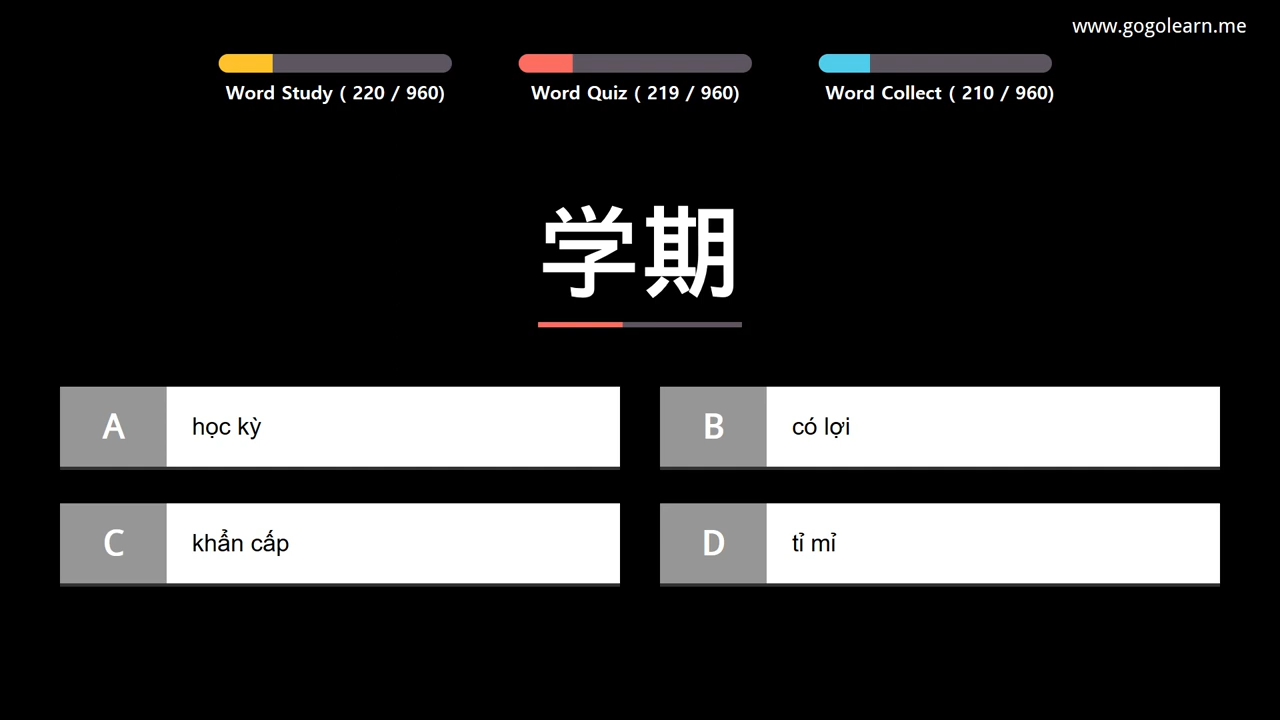 www.gogolearn.me
Word Study ( 220 / 960)
Word Quiz ( 219 / 960)
Word Collect ( 210 / 960)
学期
A
học kỳ
B
có lợi
C
khẩn cấp
D
tỉ mỉ